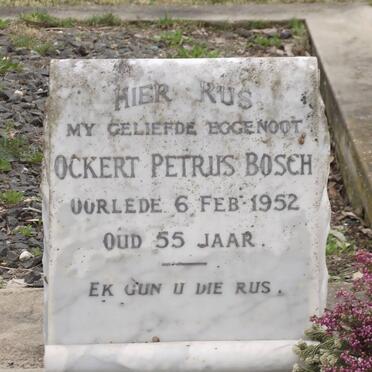 HIER RUS
MY GELIEFDE EGGENOOT
OCKERT PETRUS BOSCH
OORLEDE 6 FEB 1952
OUD 55 JAAR.
EK GUN U DIE RUS.